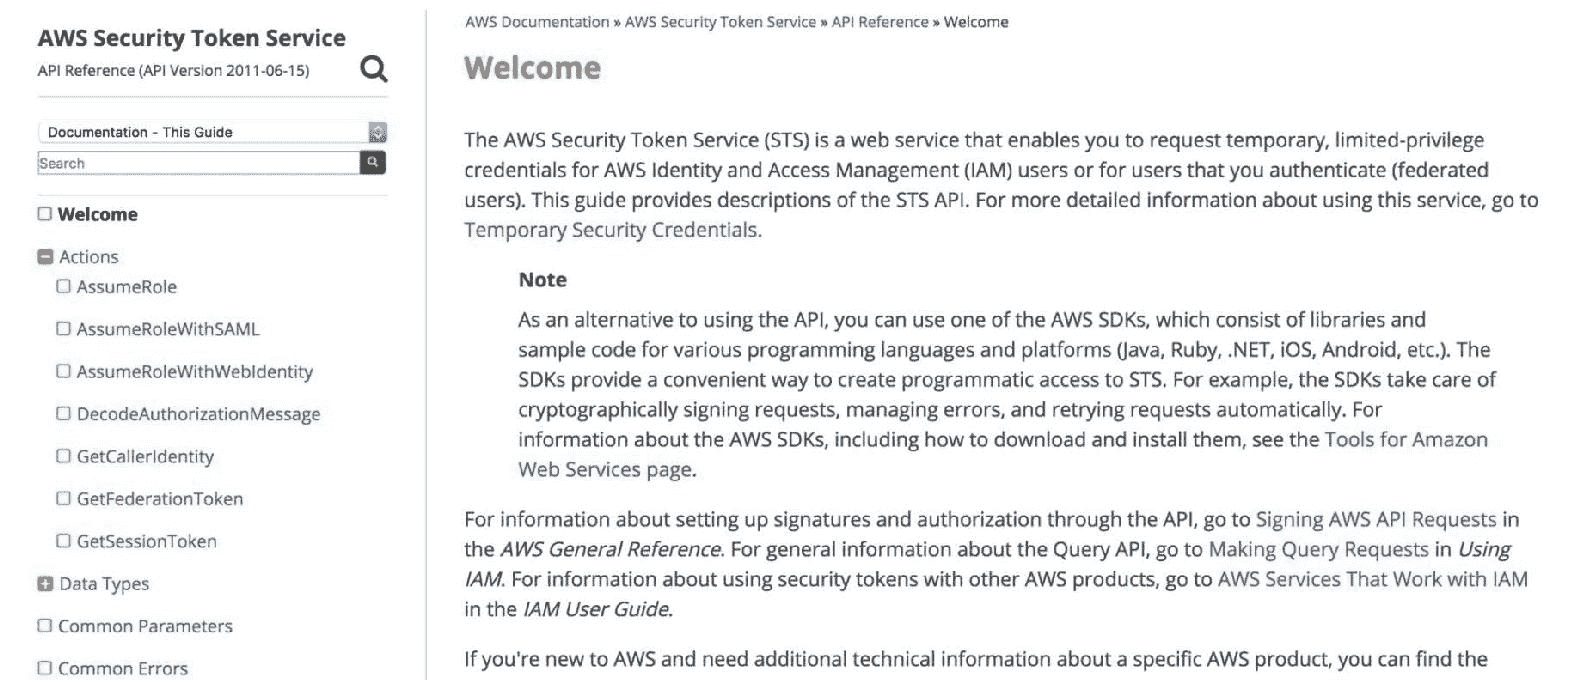 AWS Security Token Service
API Reference (API Version 2011-06-15)
Documentation - This Guide
Search
Welcome
Actions
AssumeRole
AssumeRoleWithSAML
AssumeRoleWithWebIdentity
DecodeAuthorizationMessage
GetCallerIdentity
GetFederationToken
GetSessionToken
Data Types
Common Parameters
Common Errors
AWS Documentation » AWS Security Token Service » API Reference » Welcome
Welcome
The AWS Security Token Service (STS) is a web service that enables you to request temporary, limited-privilege
credentials for AWS Identity and Access Management (IAM) users or for users that you authenticate (federated
users). This guide provides descriptions of the STS API. For more detailed information about using this service, go to
Temporary Security Credentials.
Note
As an alternative to using the API, you can use one of the AWS SDKs, which consist of libraries and
sample code for various programming languages and platforms (Java, Ruby, .NET, iOS, Android, etc.). The
SDKs provide a convenient way to create programmatic access to STS. For example, the SDKs take care of
cryptographically signing requests, managing errors, and retrying requests automatically. For
information about the AWS SDKs, including how to download and install them, see the Tools for Amazon
Web Services page.
For information about setting up signatures and authorization through the API, go to Signing AWS API Requests in
the AWS General Reference. For general information about the Query API, go to Making Query Requests in Using
IAM. For information about using security tokens with other AWS products, go to AWS Services That Work with IAM
in the IAM User Guide.
If you're new to AWS and need additional technical information about a specific AWS product, you can find the